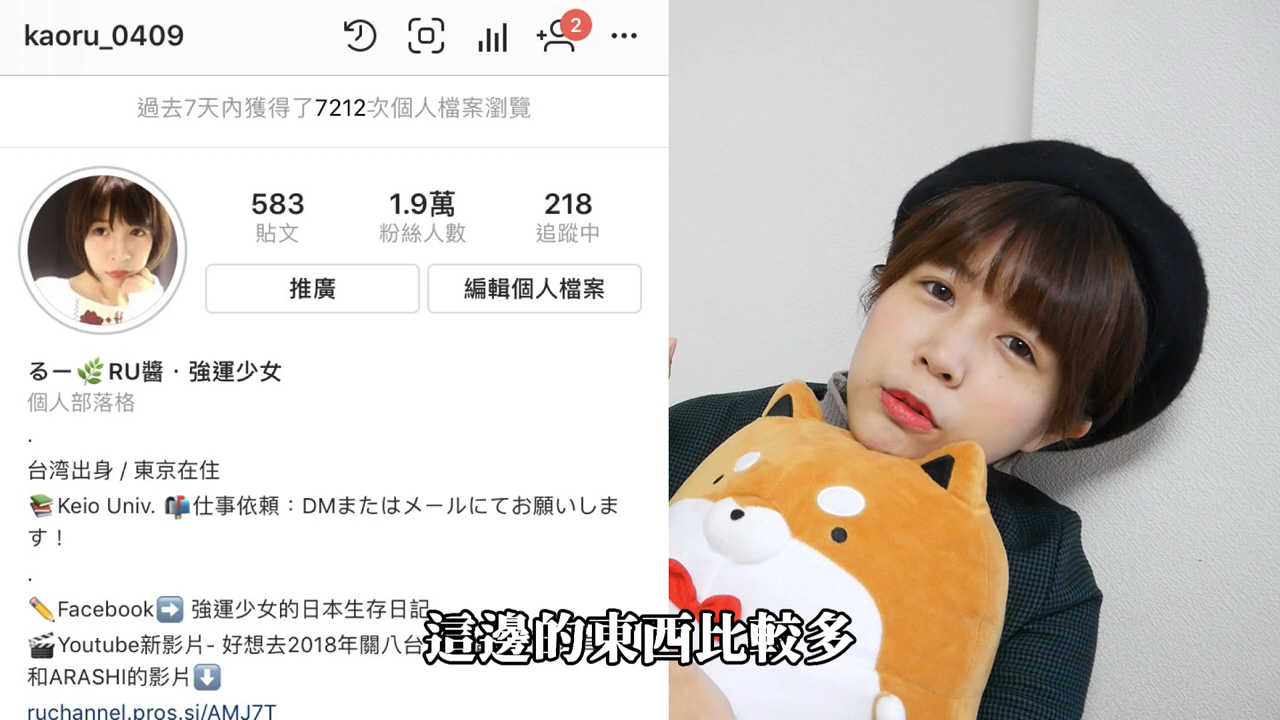 kaoru_0409
2
過去7天內獲得了7212次個人檔案瀏覽
583
貼文
1.9萬
粉絲人數
218
追蹤中
推廣
編輯個人檔案
るー🌿RU醬・強運少女
個人部落格
.
台湾出身 / 東京在住
📚Keio Univ. 📬仕事依賴：DMまたはメールにてお願いしま
す！
.
✏️Facebook➡️ 強運少女的日本生存日記
🎬Youtube新影片- 好想去2018年關八台
和ARASHI的影片⬇️
ruchannel.pros.si/AMJ7T
這邊的東西比較多